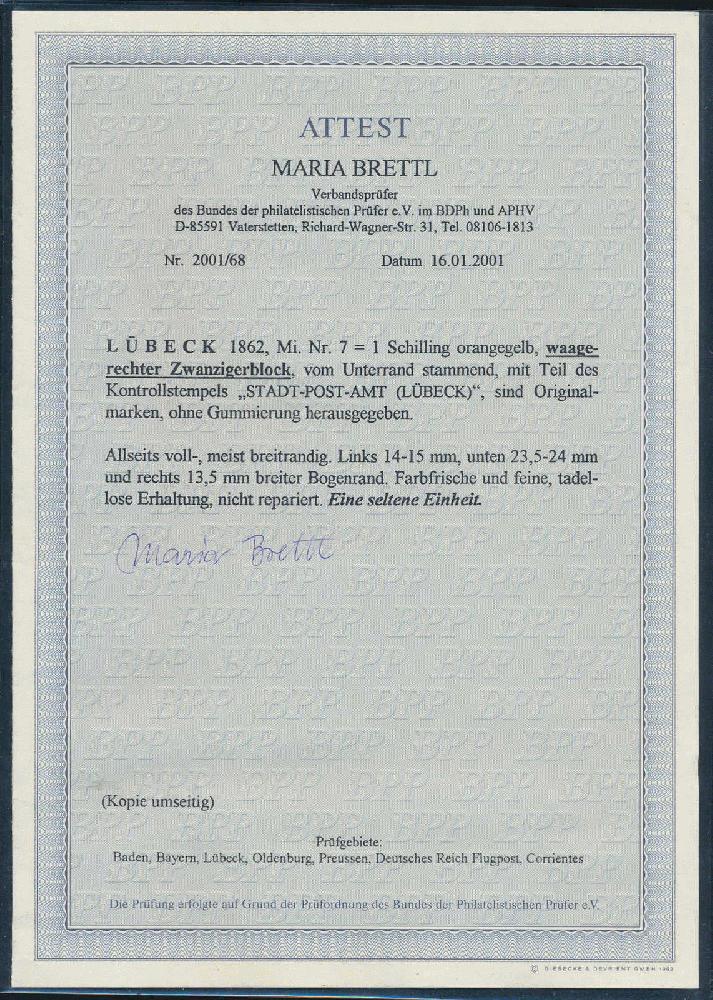 ATTEST
MARIA BRETTL
Verbandsprüfer
des Bundes der philatelistischen Prüfer e.V. im BDPh und APHV
D-85591 Vaterstetten, Richard-Wagner-Str. 31, Tel. 08106-1813
Nr. 2001/68 Datum 16.01.2001
L Ü B E C K 1862, Mi. Nr. 7 = 1 Schilling orangegelb, waage-
rechter Zwanzigerblock, vom Unterrand stammend, mit Teil des
Kontrollstempels „STADT-POST-AMT (LÜBECK)“, sind Original-
marken, ohne Gummierung herausgegeben.
Allseits voll-, meist breitrandig. Links 14-15 mm, unten 23,5-24 mm
und rechts 13,5 mm breiter Bogenrand. Farbfrische und feine, tadel-
lose Erhaltung, nicht repariert. Eine seltene Einheit.
Maria Brettl
(Kopie umseitig)
Prüfgebiete:
Baden, Bayern, Lübeck, Oldenburg, Preussen, Deutsches Reich Flugpost, Corrientes
Die Prüfung erfolgte auf Grund der Prüfordnung des Bundes der Philatelistischen Prüfer e.V.
© GIESECKE & DEVRIENT GMBH